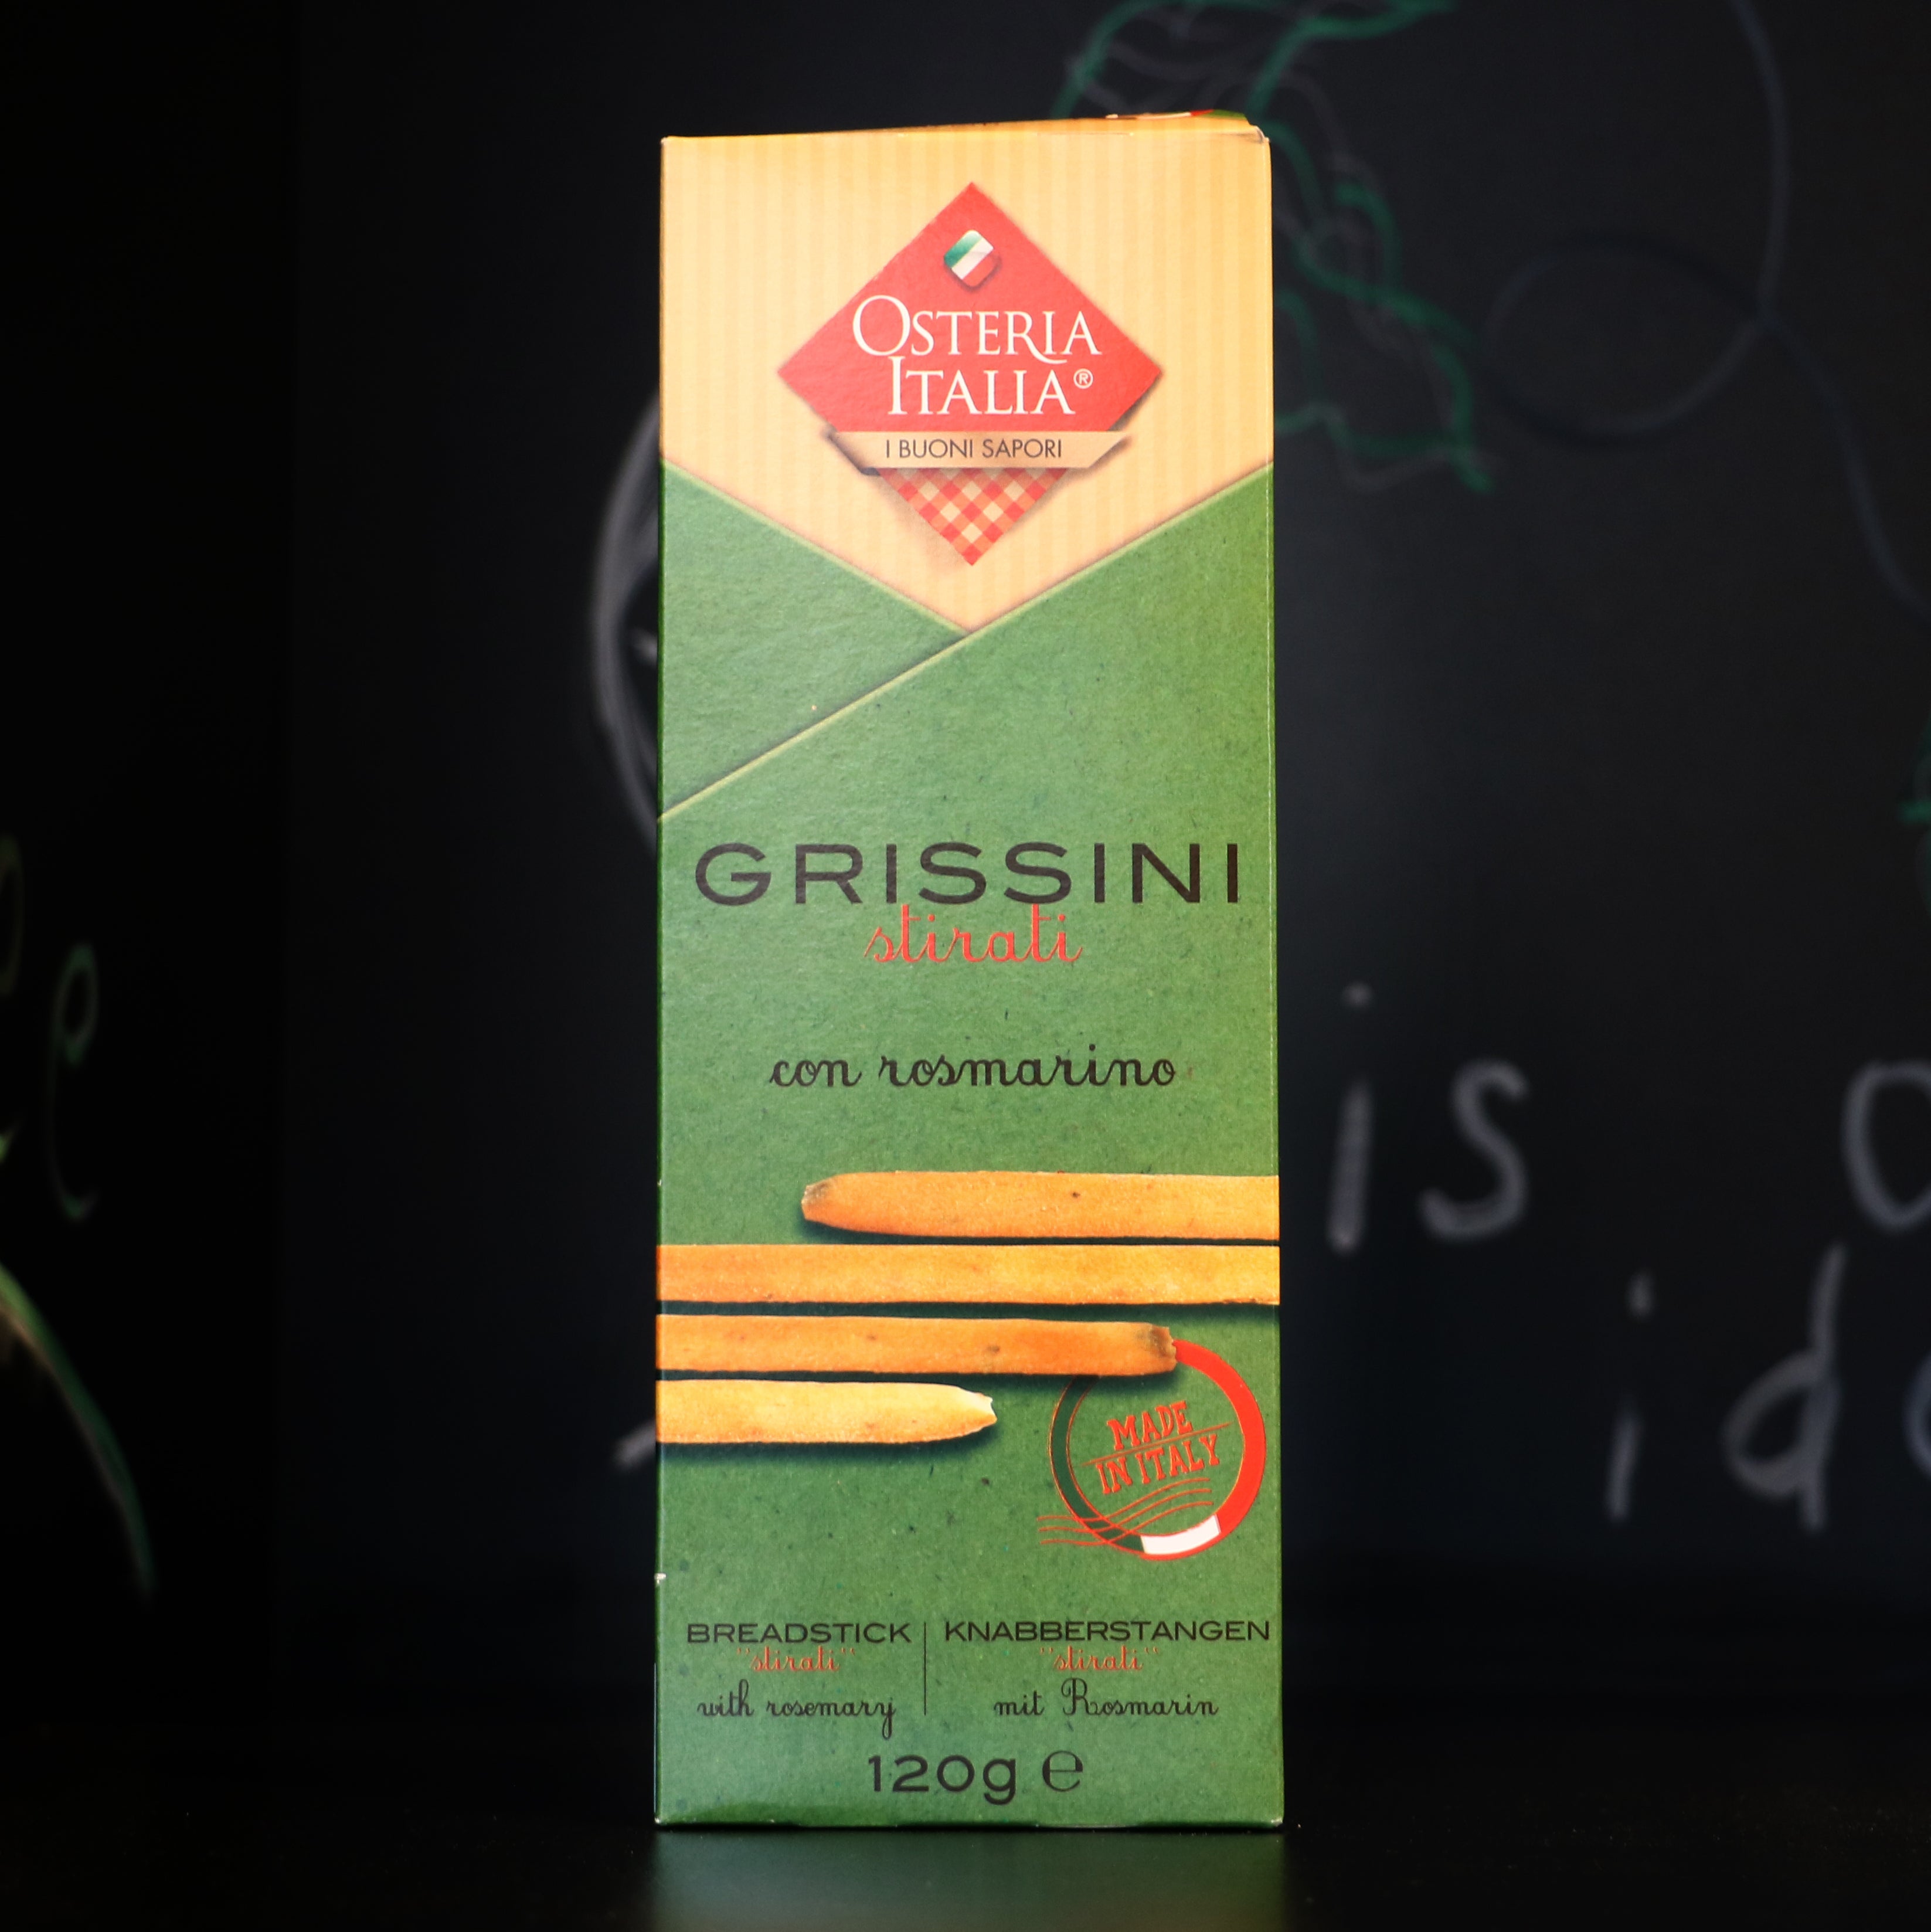 OSTERIA
ITALIA®
I BUONI SAPORI
GRISSINI
stirati
con rosmarino
MADE
IN ITALY
BREADSTICK
"stirati"
with rosemary
KNABBERSTANGEN
"stirati"
mit Rosmarin
120g ℮
is